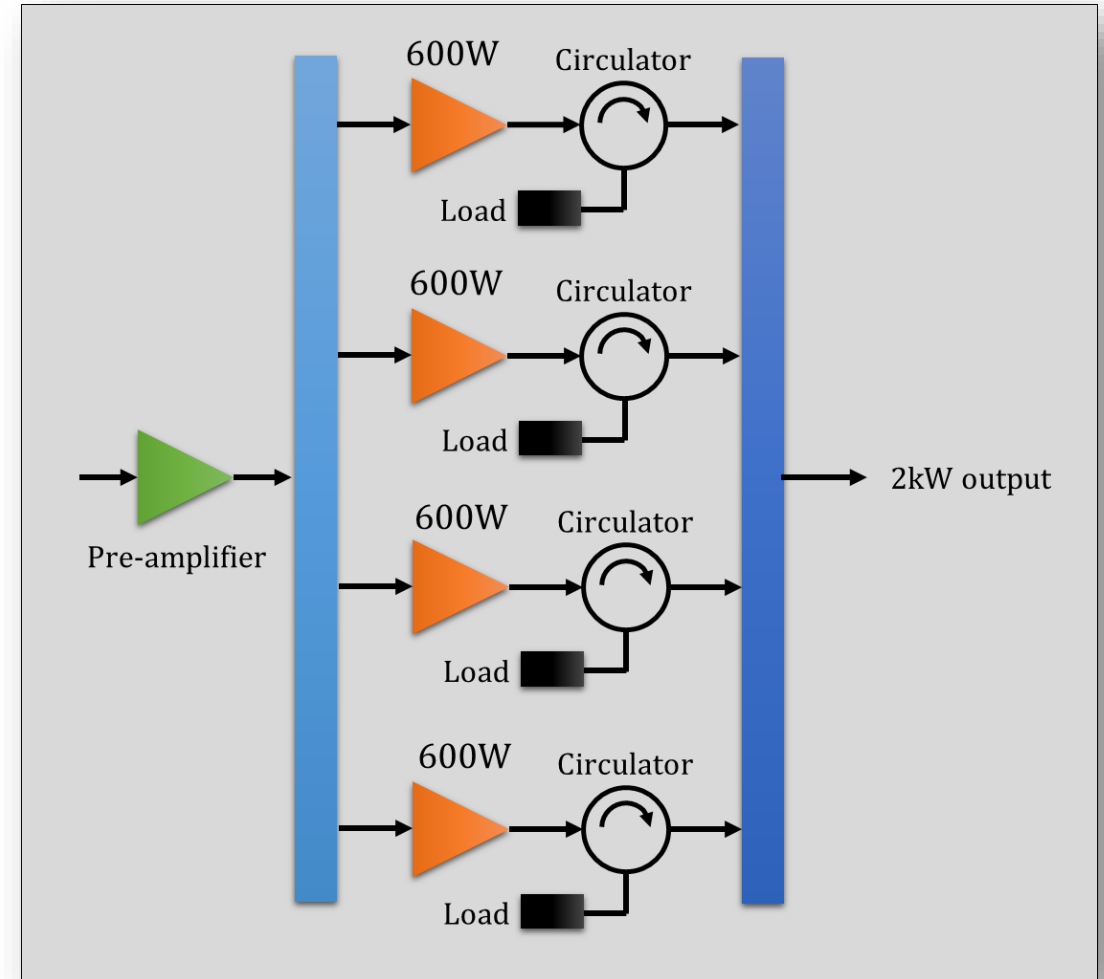 600W
Circulator
Load
600W
Circulator
Load
Pre-amplifier
2kW output
600W
Circulator
Load
600W
Circulator
Load